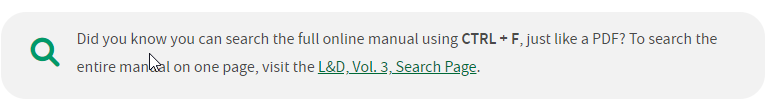 Did you know you can search the full online manual using CTRL + F, just like a PDF? To search the
entire manual on one page, visit the L&D, Vol. 3, Search Page.